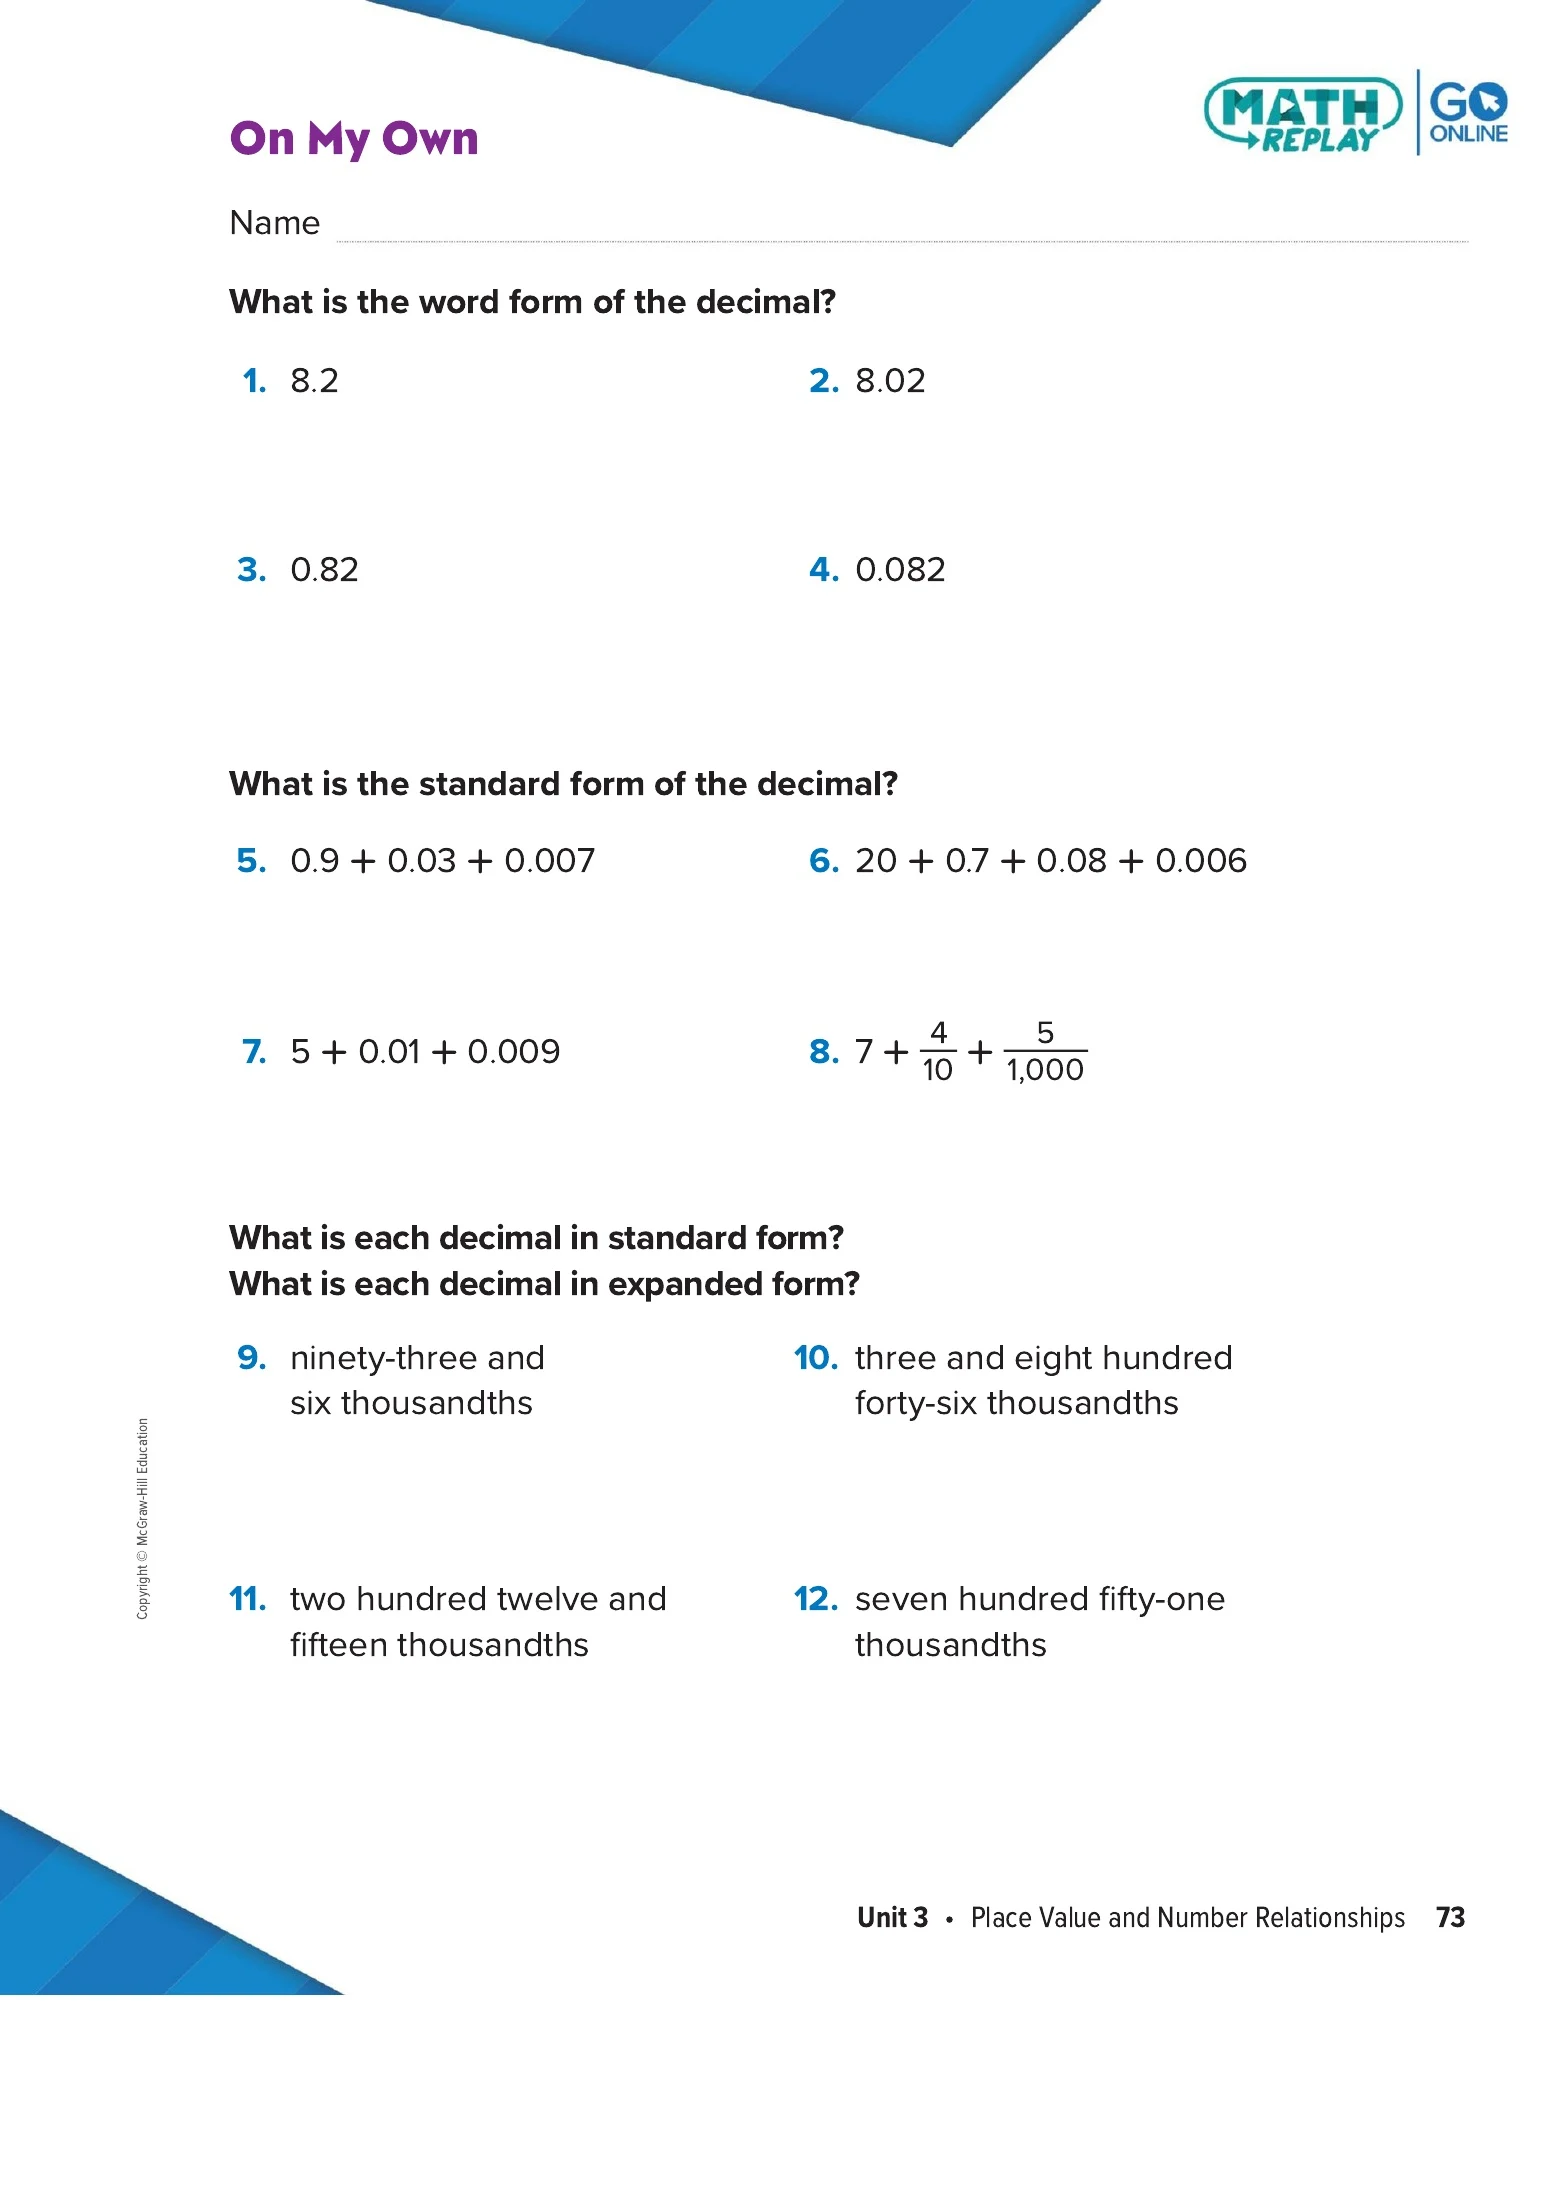 MATH
REPLAY
GO
ONLINE
On My Own
Name
What is the word form of the decimal?
1. 8.2
2. 8.02
3. 0.82
4. 0.082
What is the standard form of the decimal?
5. 0.9 + 0.03 + 0.007
6. 20 + 0.7 + 0.08 + 0.006
7. 5 + 0.01 + 0.009
8. 7 + 4/10 + 5/1,000
What is each decimal in standard form?
What is each decimal in expanded form?
9. ninety-three and
six thousandths
10. three and eight hundred
forty-six thousandths
11. two hundred twelve and
fifteen thousandths
12. seven hundred fifty-one
thousandths
Copyright © McGraw-Hill Education
Unit 3 • Place Value and Number Relationships 73